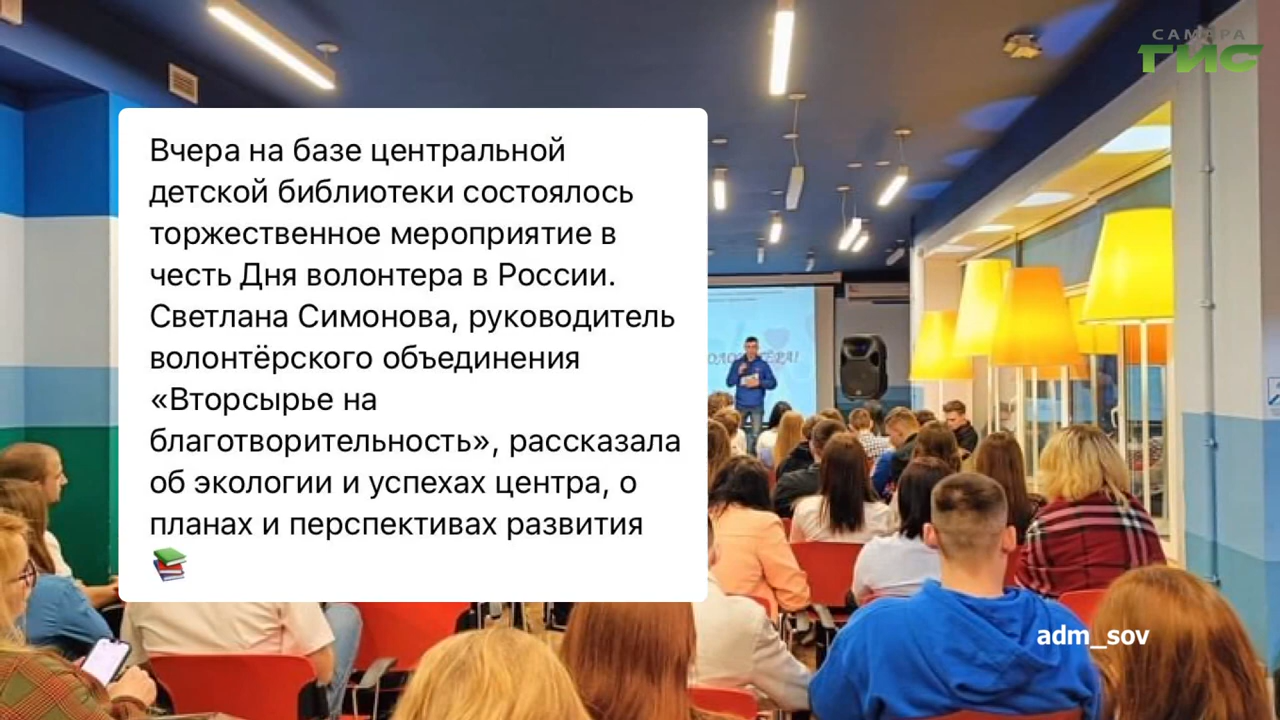 САМАРА
ГИС
Вчера на базе центральной
детской библиотеки состоялось
торжественное мероприятие в
честь Дня волонтера в России.
Светлана Симонова, руководитель
волонтёрского объединения
«Вторсырье на
благотворительность», рассказала
об экологии и успехах центра, о
планах и перспективах развития
📚
adm_sov